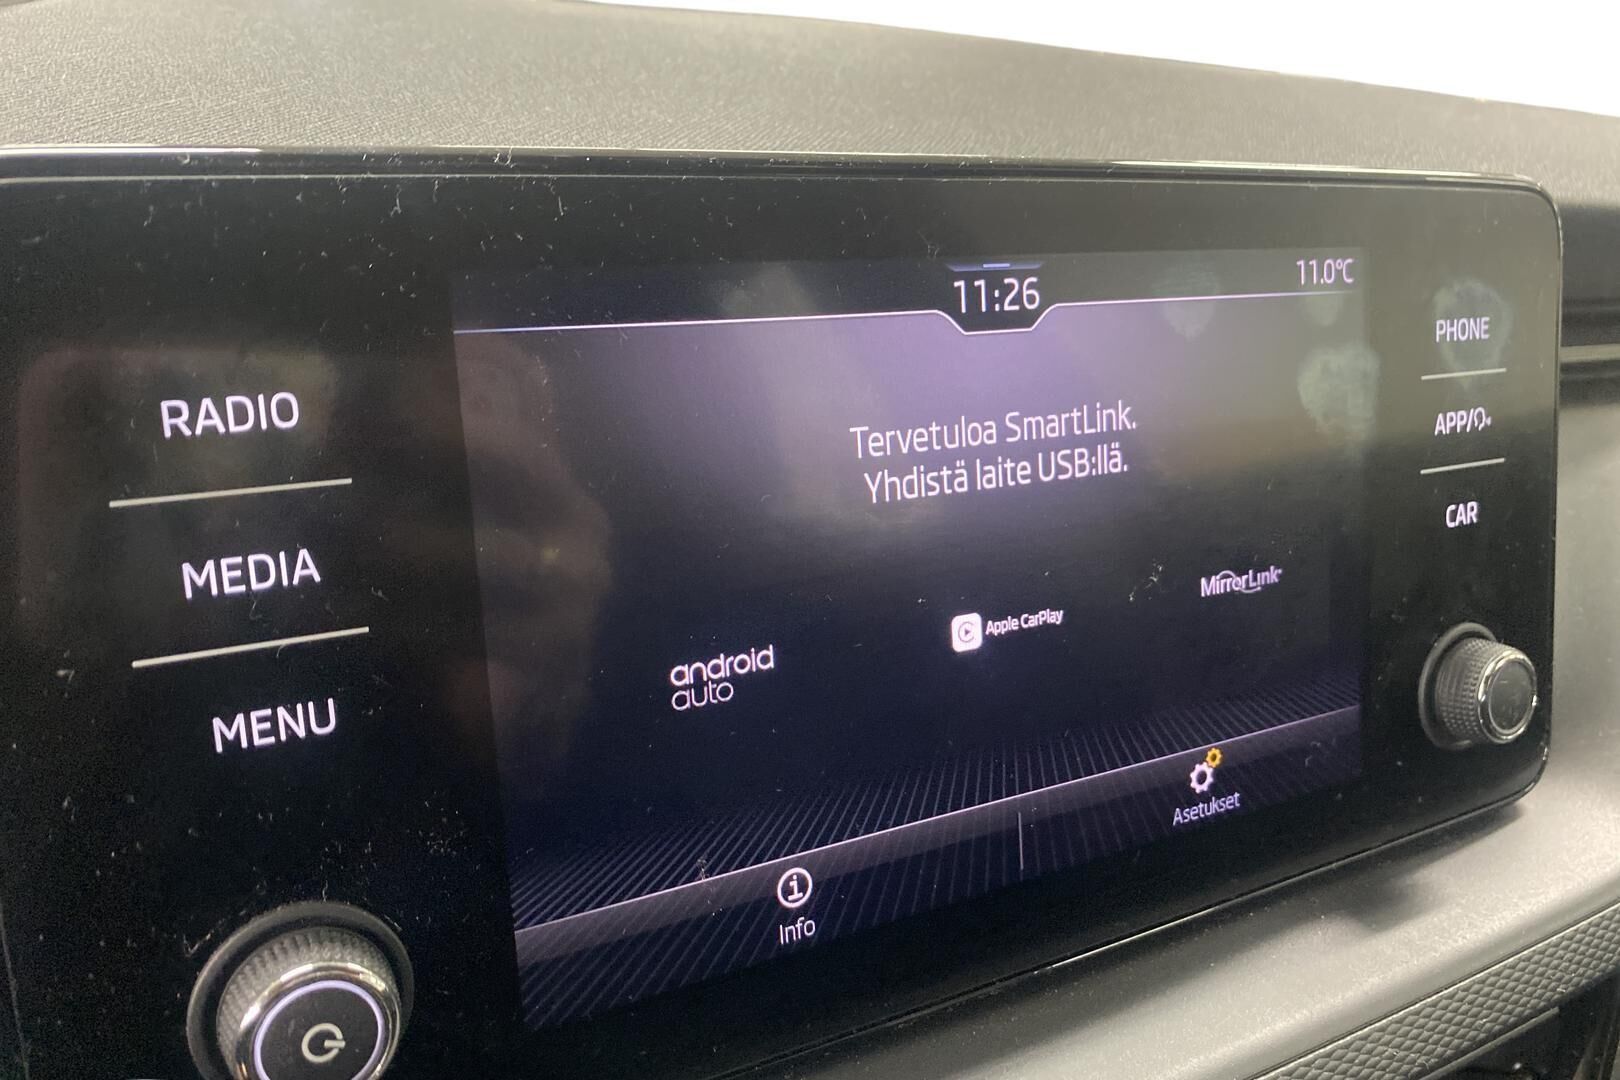 11:26
11.0°C
RADIO
MEDIA
MENU
Tervetuloa SmartLink.
Yhdistä laite USB:llä.
android
auto
Apple CarPlay
MirrorLink
Info
Asetukset
PHONE
APP/
CAR